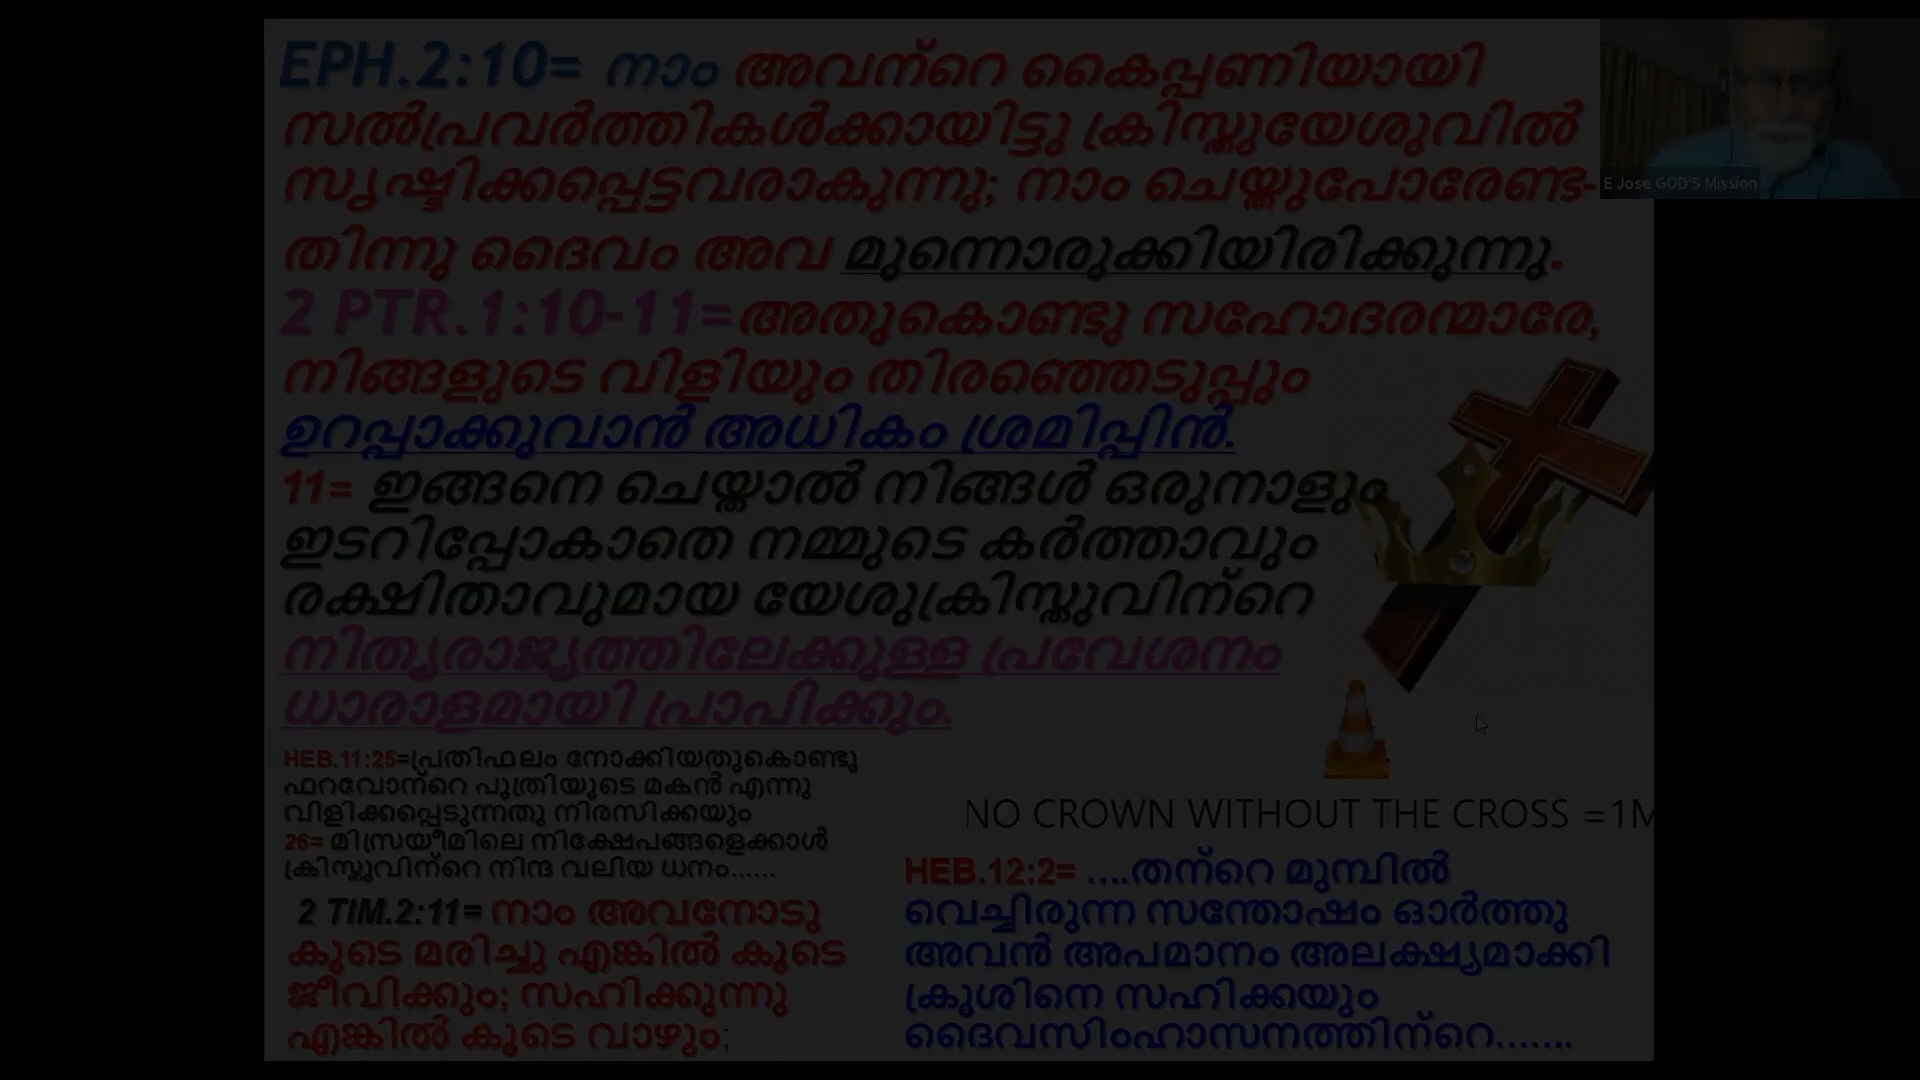 EPH.2:10= നാം അവന്റെ കൈപ്പണിയായി
സൽപ്രവർത്തികൾക്കായിട്ടു ക്രിസ്തുയേശുവിൽ
സൃഷ്ടിക്കപ്പെട്ടവരാകുന്നു; നാം ചെയ്തുപോരേണ്ട-
E Jose GOD'S Mission
തിന്നു ദൈവം അവ മുന്നൊരുക്കിയിരിക്കുന്നു.
2 PTR.1:10-11=അതുകൊണ്ടു സഹോദരന്മാരേ,
നിങ്ങളുടെ വിളിയും തിരഞ്ഞെടുപ്പും
ഉറപ്പാക്കുവാൻ അധികം ശ്രമിപ്പിൻ.
11= ഇങ്ങനെ ചെയ്താൽ നിങ്ങൾ ഒരുനാളും
ഇടറിപ്പോകാതെ നമ്മുടെ കർത്താവും
രക്ഷിതാവുമായ യേശുക്രിസ്തുവിന്റെ
നിത്യരാജ്യത്തിലേക്കുള്ള പ്രവേശനം
ധാരാളമായി പ്രാപിക്കും.
HEB.11:25=പ്രതിഫലം നോക്കിയതുകൊണ്ടു
ഫറവോന്റെ പുത്രിയുടെ മകൻ എന്നു
വിളിക്കപ്പെടുന്നതു നിരസിക്കയും
26= മിസ്രയീമിലെ നിക്ഷേപങ്ങളെക്കാൾ
ക്രിസ്തുവിന്റെ നിന്ദ വലിയ ധനം......
2 TIM.2:11= നാം അവനോടു
കൂടെ മരിച്ചു എങ്കിൽ കൂടെ
ജീവിക്കും; സഹിക്കുന്നു
എങ്കിൽ കൂടെ വാഴും;
NO CROWN WITHOUT THE CROSS =1M
HEB.12:2= ....തന്റെ മുമ്പിൽ
വെച്ചിരുന്ന സന്തോഷം ഓർത്തു
അവൻ അപമാനം അലക്ഷ്യമാക്കി
ക്രൂശിനെ സഹിക്കയും
ദൈവസിംഹാസനത്തിന്റെ.......